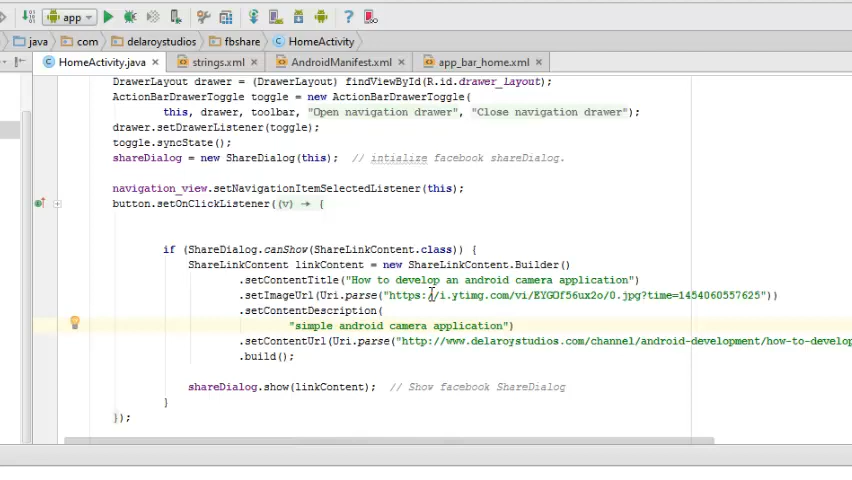 app
java com delaroystudios fbshare HomeActivity
HomeActivity.java strings.xml AndroidManifest.xml app_bar_home.xml
DrawerLayout drawer = (DrawerLayout) findViewById(R.id.drawer_layout);
ActionBarDrawerToggle toggle = new ActionBarDrawerToggle(
this, drawer, toolbar, "Open navigation drawer", "Close navigation drawer");
drawer.setDrawerListener(toggle);
toggle.syncState();
shareDialog = new ShareDialog(this);  // intialize facebook shareDialog.
navigation_view.setNavigationItemSelectedListener(this);
button.setOnClickListener((v) → {
if (ShareDialog.canShow(ShareLinkContent.class)) {
ShareLinkContent linkContent = new ShareLinkContent.Builder()
.setContentTitle("How to develop an android camera application")
.setImageUrl(Uri.parse("https://i.ytimg.com/vi/EYGOf56ux2o/0.jpg?time=1454060557625"))
.setContentDescription(
"simple android camera application")
.setContentUrl(Uri.parse("http://www.delaroystudios.com/channel/android-development/how-to-develop
.build();
shareDialog.show(linkContent);  // Show facebook ShareDialog
}
});